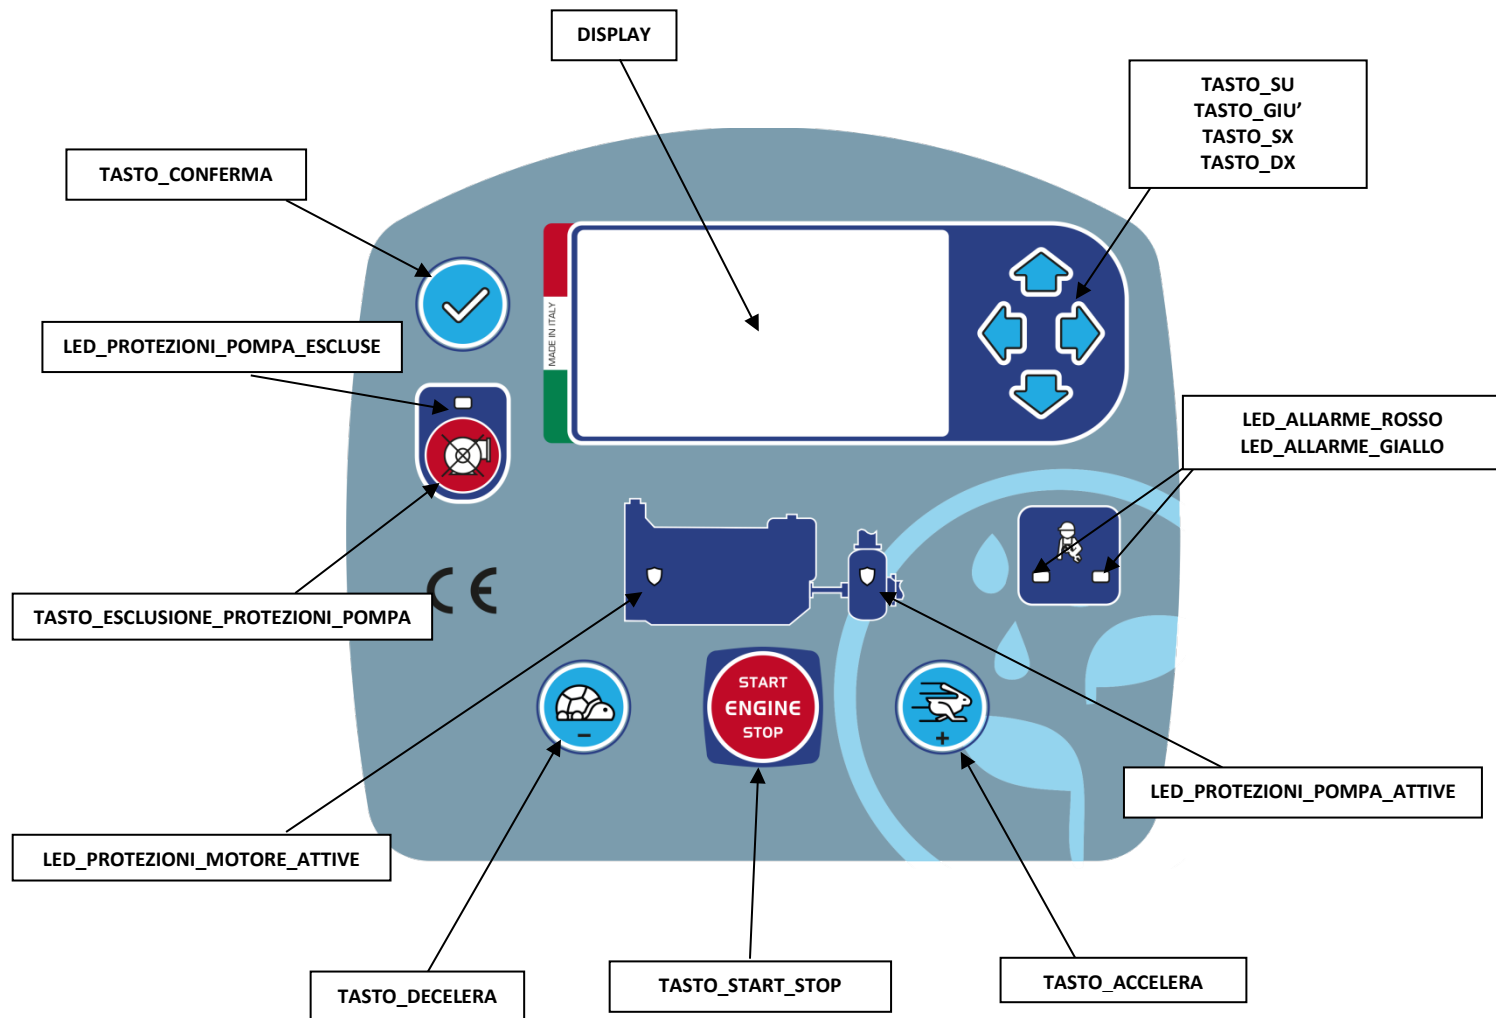 DISPLAY
TASTO_SU
TASTO_GIU’
TASTO_SX
TASTO_DX
TASTO_CONFERMA
MADE IN ITALY
LED_PROTEZIONI_POMPA_ESCLUSE
LED_ALLARME_ROSSO
LED_ALLARME_GIALLO
CE
TASTO_ESCLUSIONE_PROTEZIONI_POMPA
START
ENGINE
STOP
-
+
LED_PROTEZIONI_POMPA_ATTIVE
LED_PROTEZIONI_MOTORE_ATTIVE
TASTO_DECELERA
TASTO_START_STOP
TASTO_ACCELERA